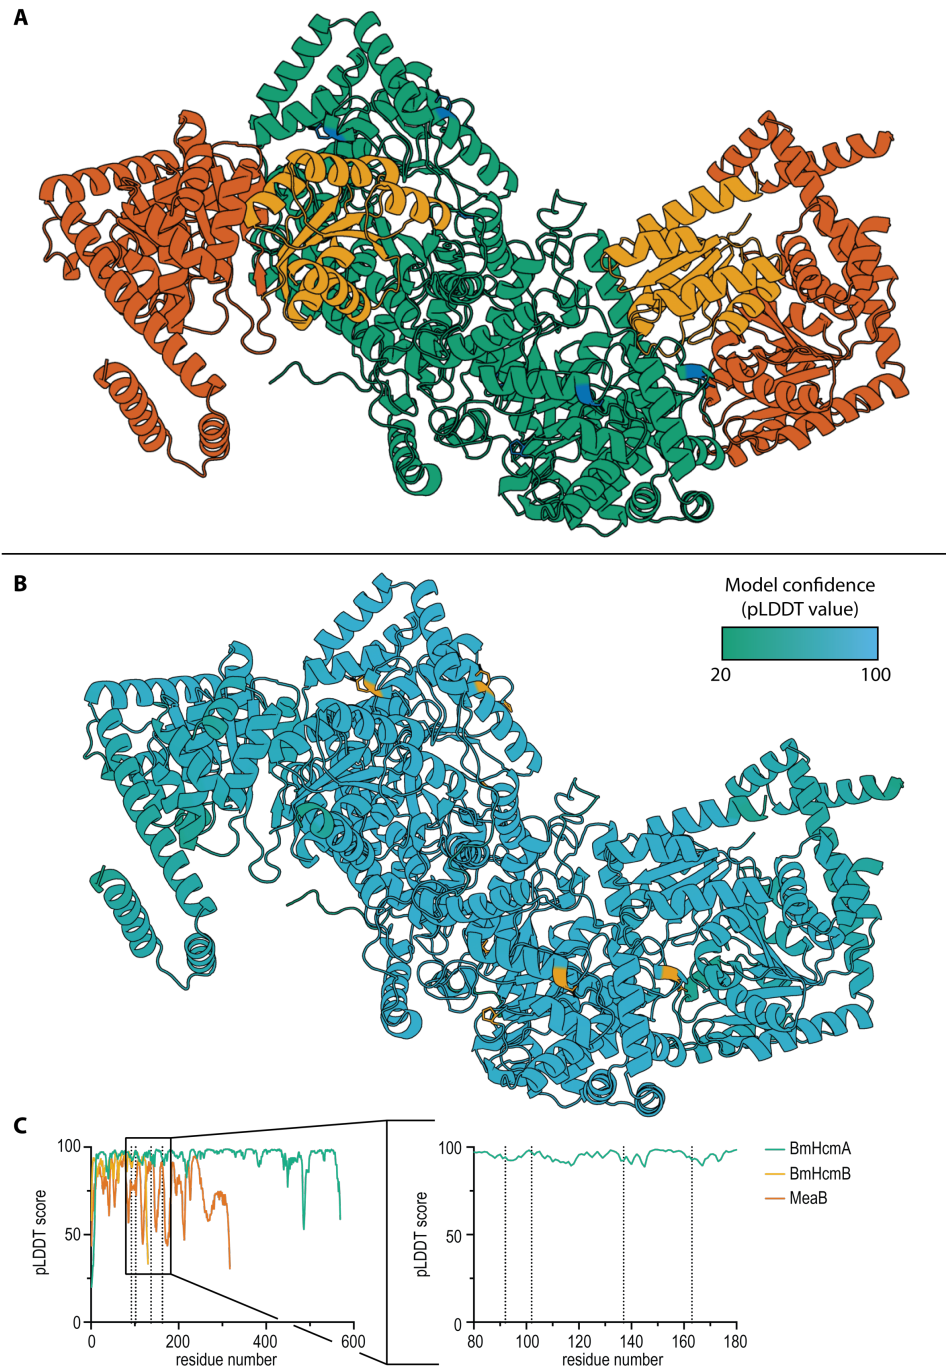 A
B
Model confidence
(pLDDT value)
20 100
C
100
50
0
pLDDT score
0 200 400 600
residue number
100
50
0
pLDDT score
80 100 120 140 160 180
residue number
BmHcmA
BmHcmB
MeaB